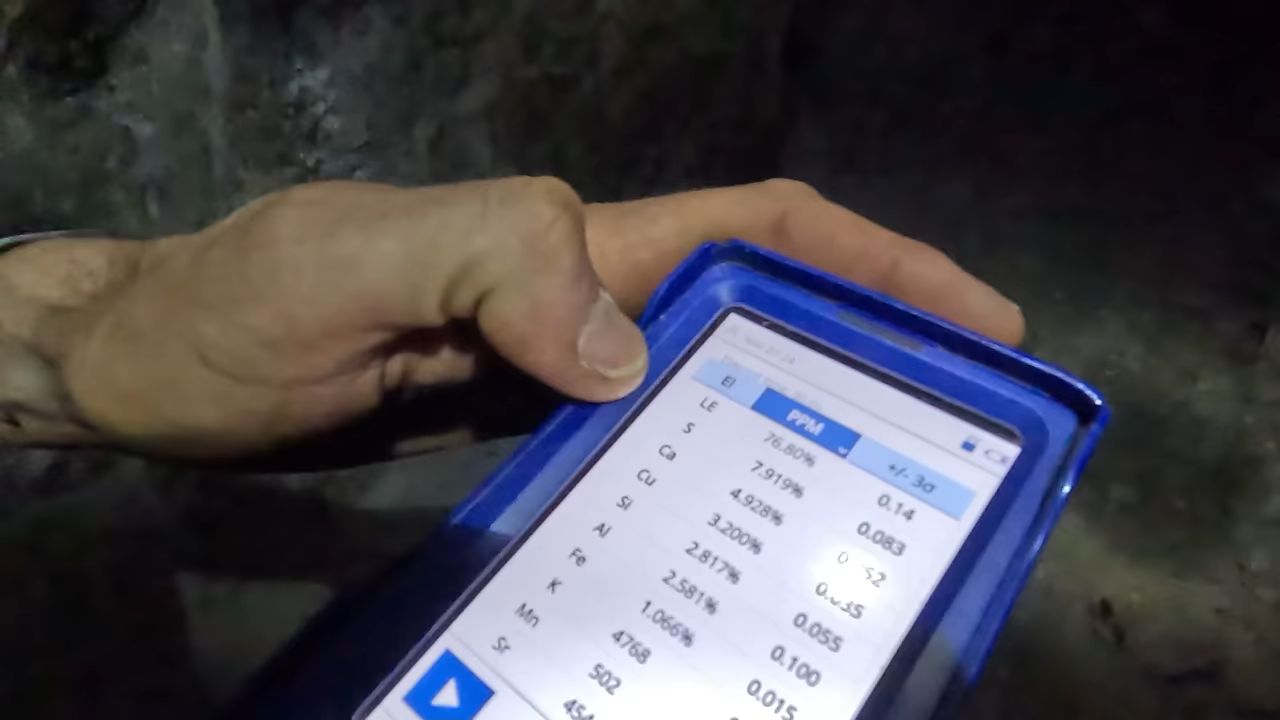 El PPM +/- 3σ
LE 76.80% 0.14
S 7.919% 0.083
Ca 4.928%
Cu 3.200%
Si 2.817% 0.055
Al 2.581% 0.100
Fe 1.066% 0.015
K 4768
Mn 502
Sr